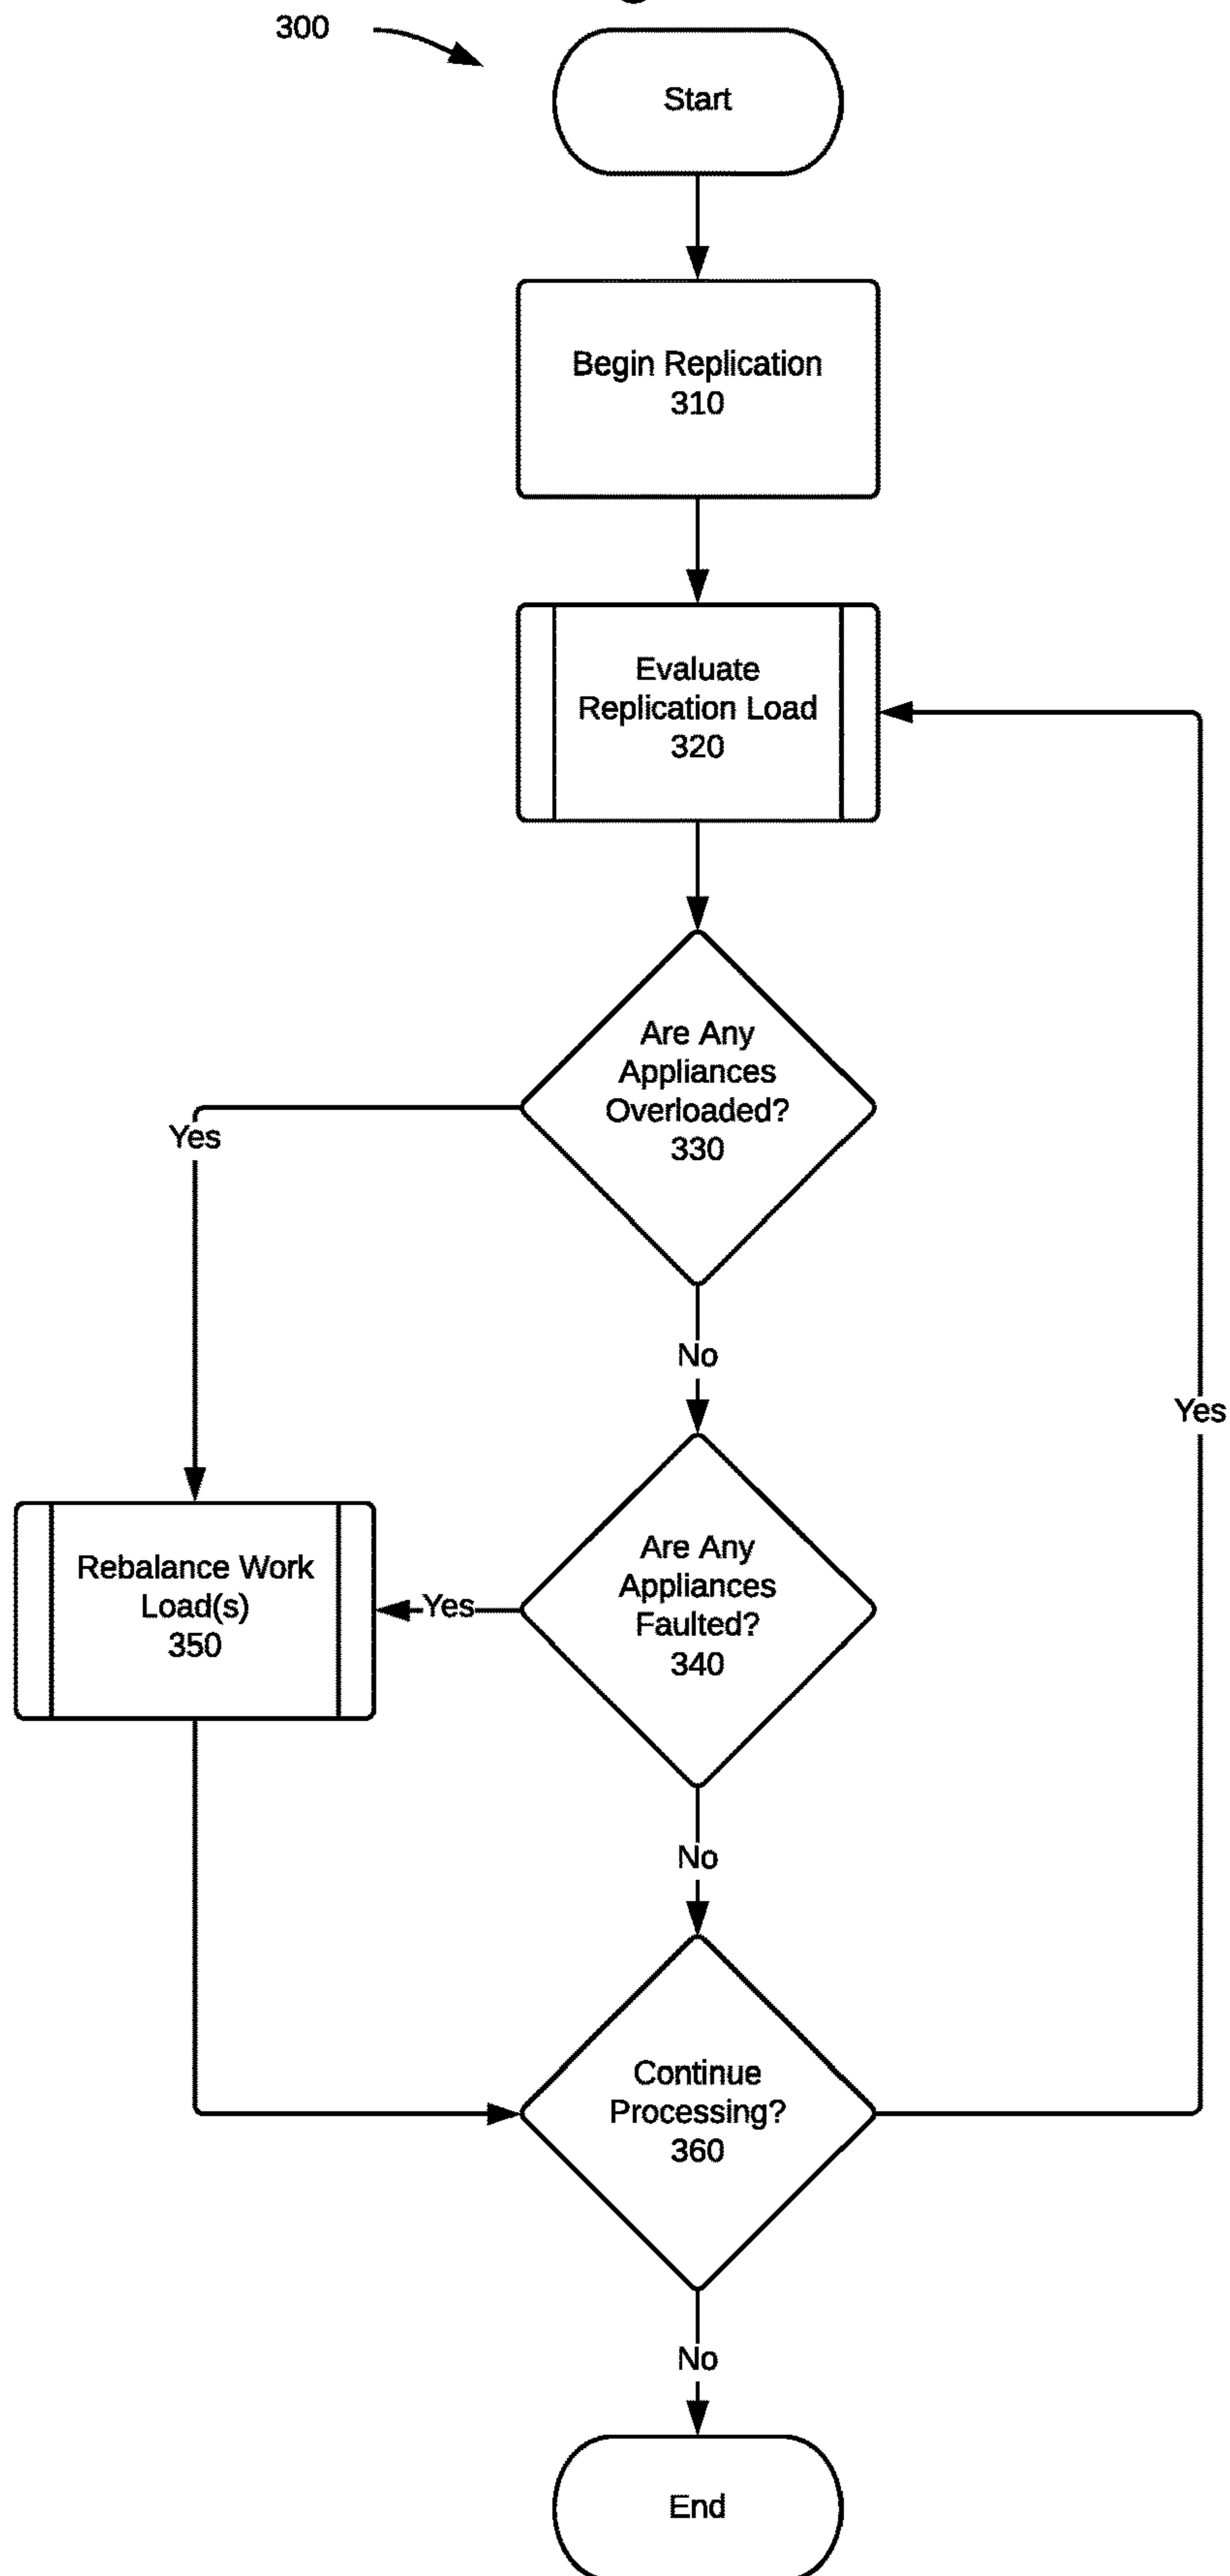 300
Start
Begin Replication
310
Evaluate
Replication Load
320
Are Any
Appliances
Overloaded?
330
Yes
No
Yes
Are Any
Appliances
Faulted?
340
Rebalance Work
Load(s)
350
Yes
No
Continue
Processing?
360
No
End